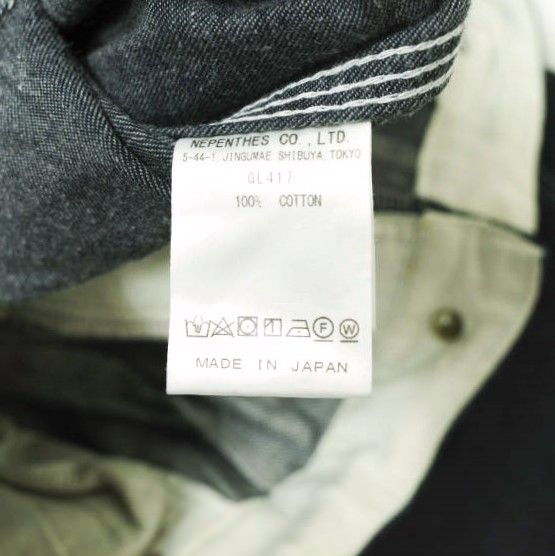 NEPENTHES CO.,LTD.
5-44-1,JINGUMAE SHIBUYA,TOKYO
GL417
100% COTTON
F W
MADE IN JAPAN